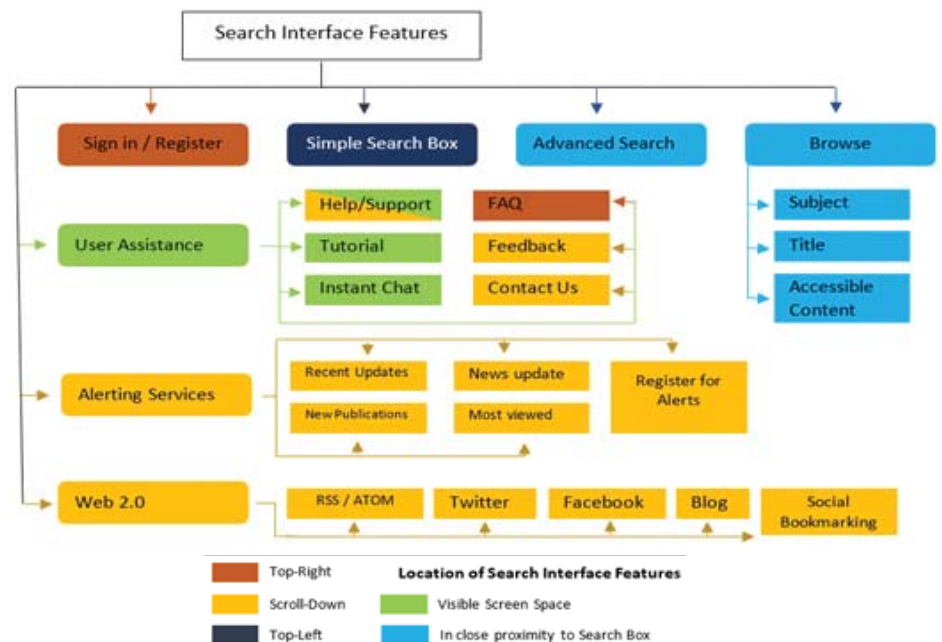 Search Interface Features
Sign in / Register
Simple Search Box
Advanced Search
Browse
Help/Support
FAQ
Subject
User Assistance
Tutorial
Feedback
Title
Instant Chat
Contact Us
Accessible
Content
Alerting Services
Recent Updates
News update
Register for
Alerts
New Publications
Most viewed
Web 2.0
RSS / ATOM
Twitter
Facebook
Blog
Social
Bookmarking
Top-Right
Location of Search Interface Features
Scroll-Down
Visible Screen Space
Top-Left
In close proximity to Search Box